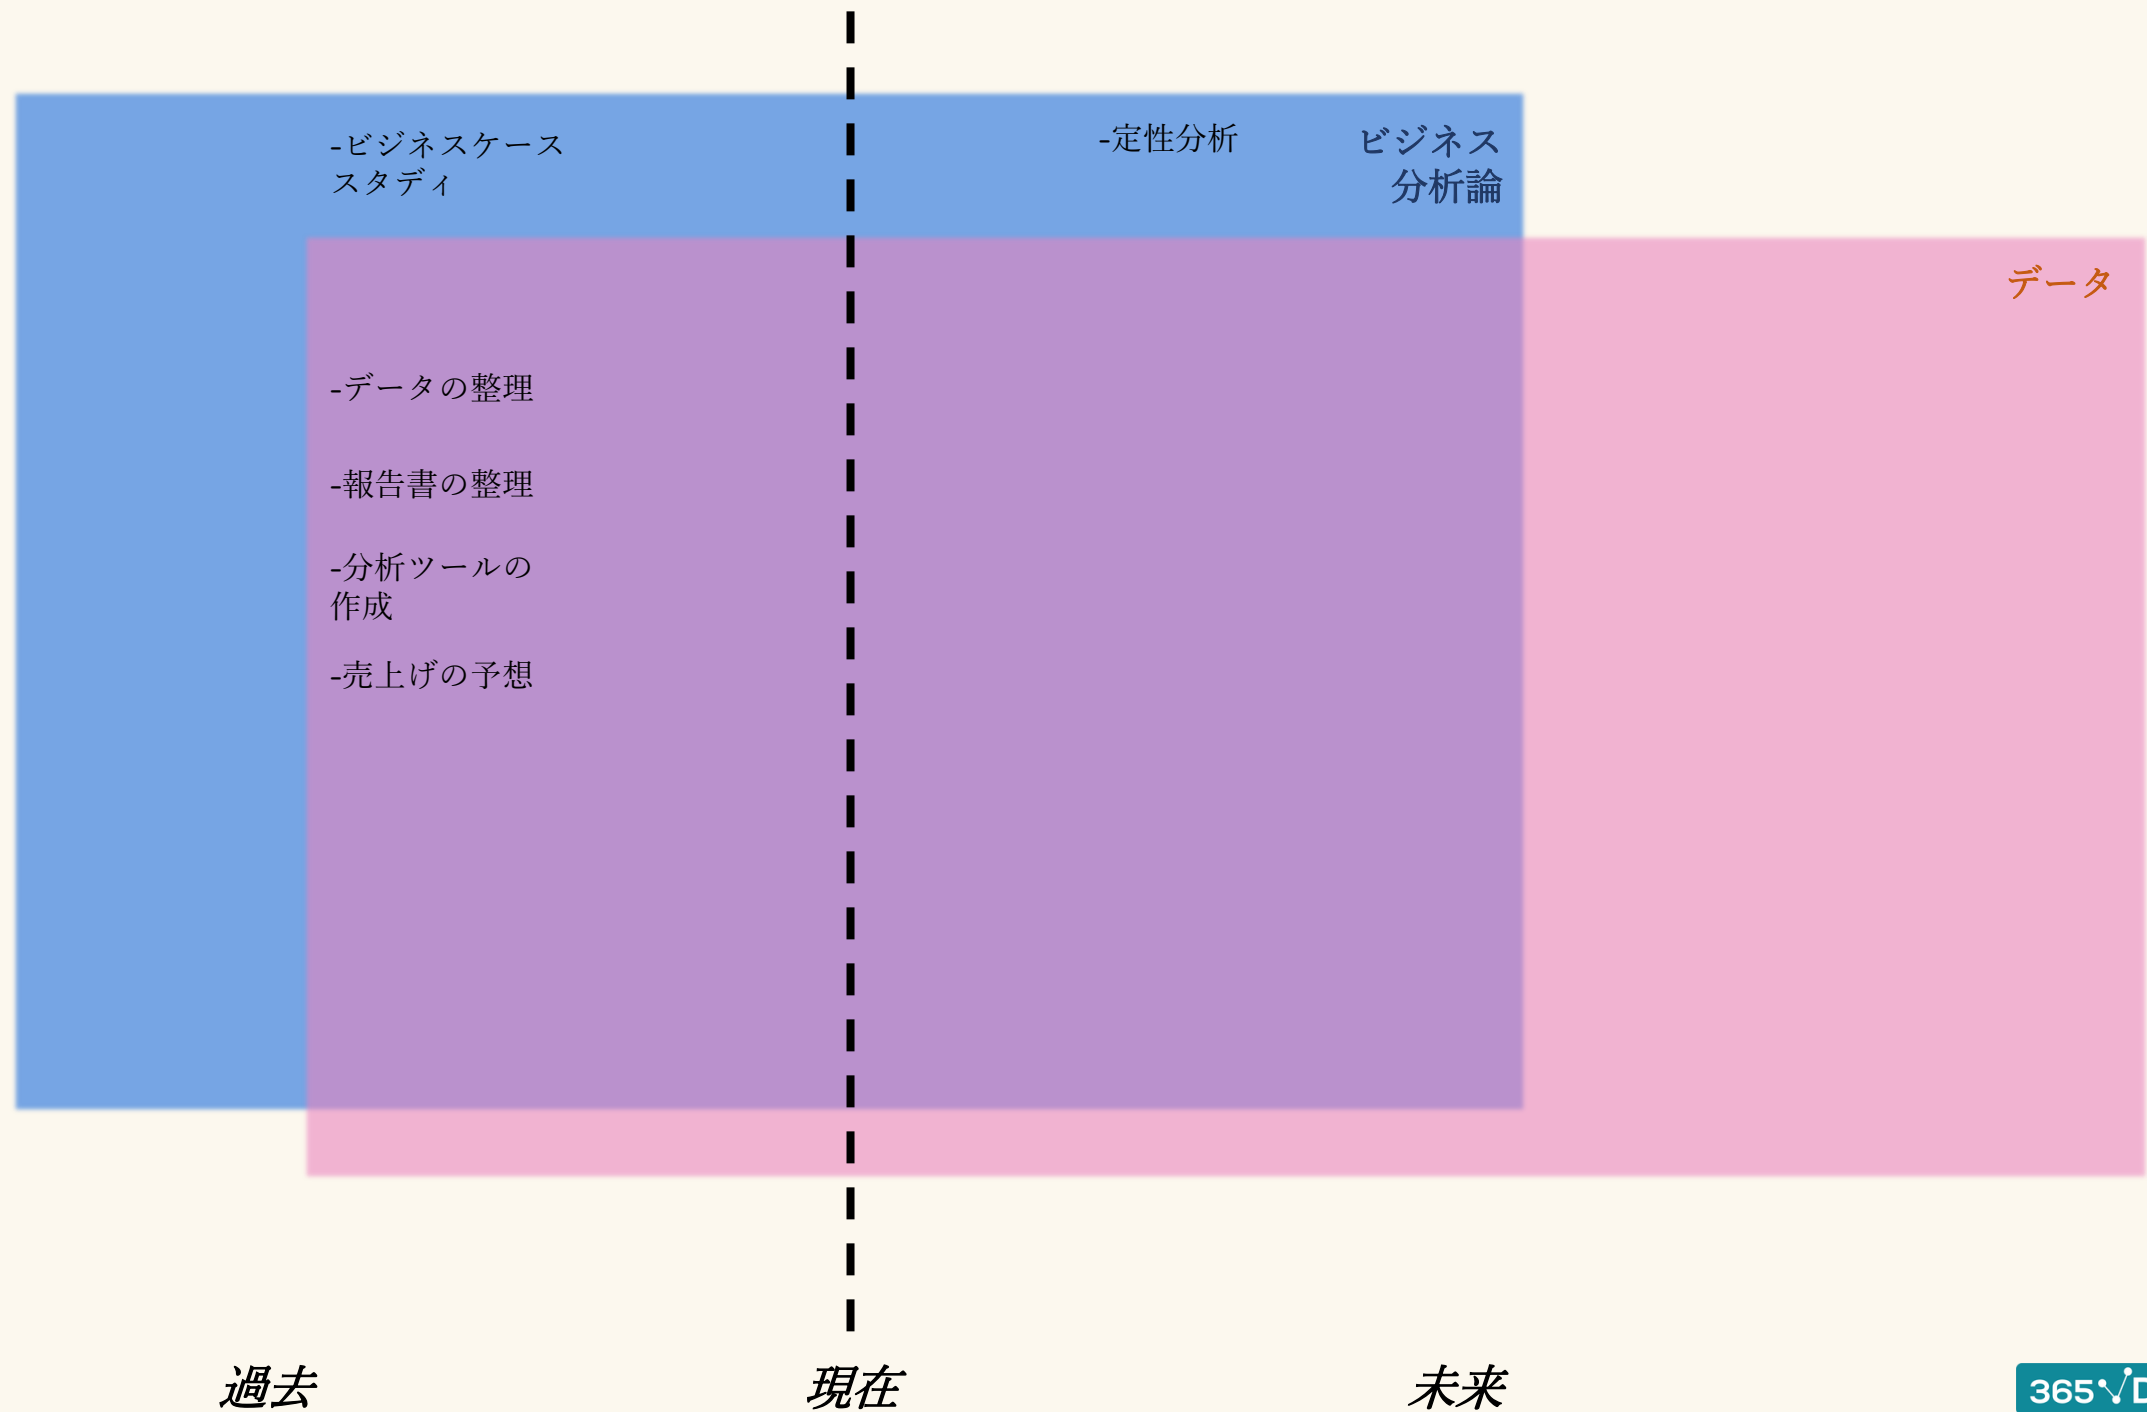 -ビジネスケース
スタディ
-定性分析
ビジネス
分析論
データ
-データの整理
-報告書の整理
-分析ツールの
作成
-売上げの予想
過去
現在
未来
365